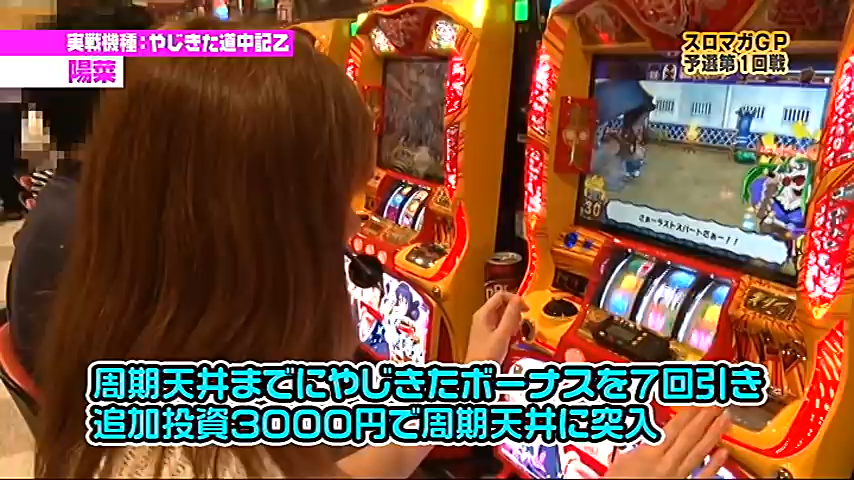 実戦機種:やじきた道中記乙
陽菜
スロマガGP
予選第1回戦
30
さぁーラストスパートだぁー!!
周期天井までにやじきたボーナスを7回引き
追加投資3000円で周期天井に突入